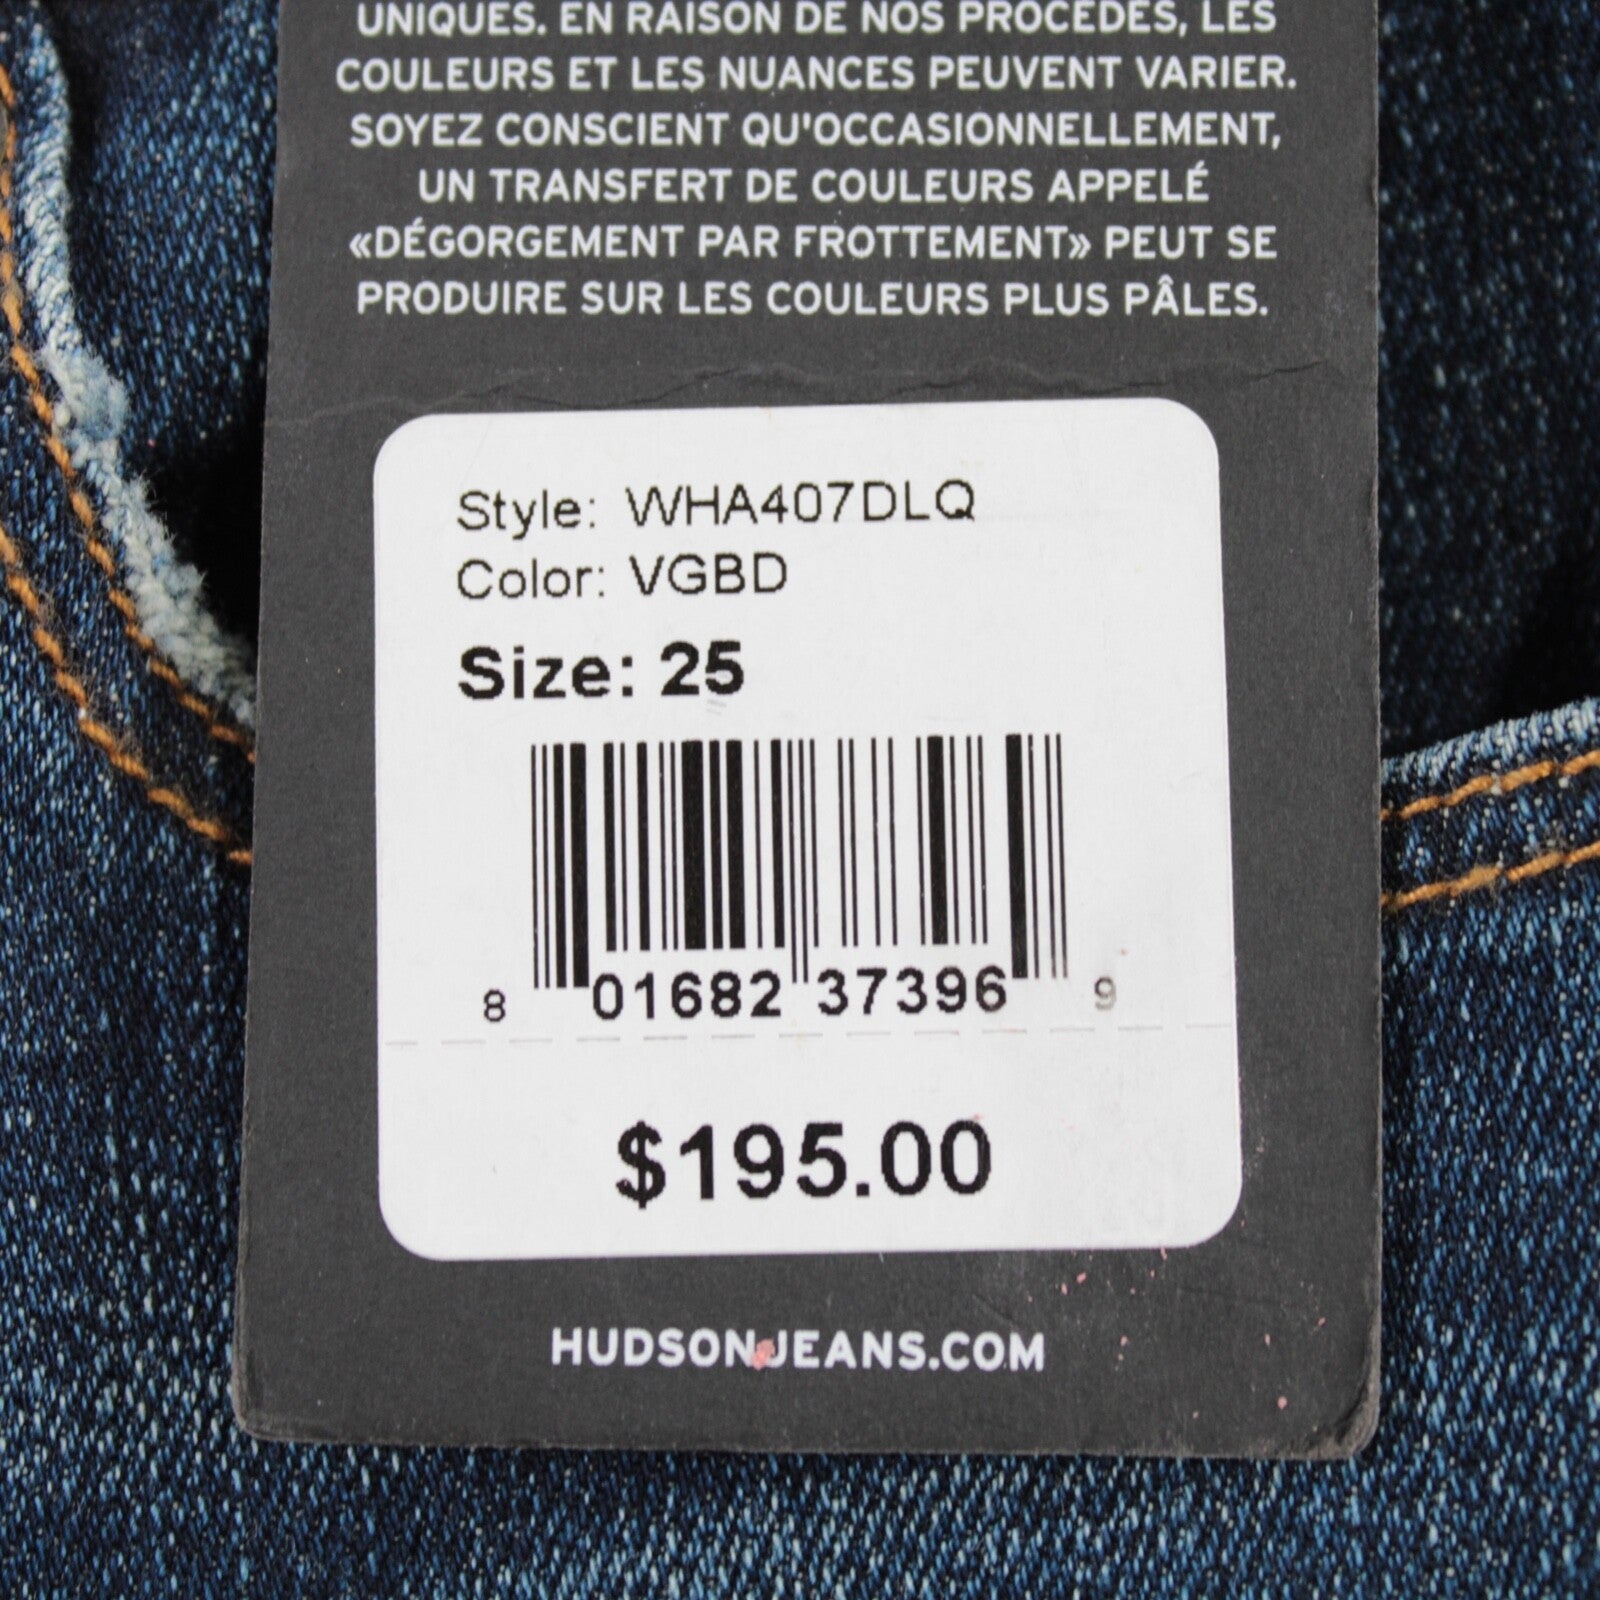 UNIQUES. EN RAISON DE NOS PROCÉDÉS, LES
COULEURS ET LES NUANCES PEUVENT VARIER.
SOYEZ CONSCIENT QU'OCCASIONNELLEMENT,
UN TRANSFERT DE COULEURS APPELÉ
«DÉGORGEMENT PAR FROTTEMENT» PEUT SE
PRODUIRE SUR LES COULEURS PLUS PÂLES.
Style: WHA407DLQ
Color: VGBD
Size: 25
8 01682 37396 9
$195.00
HUDSONJEANS.COM